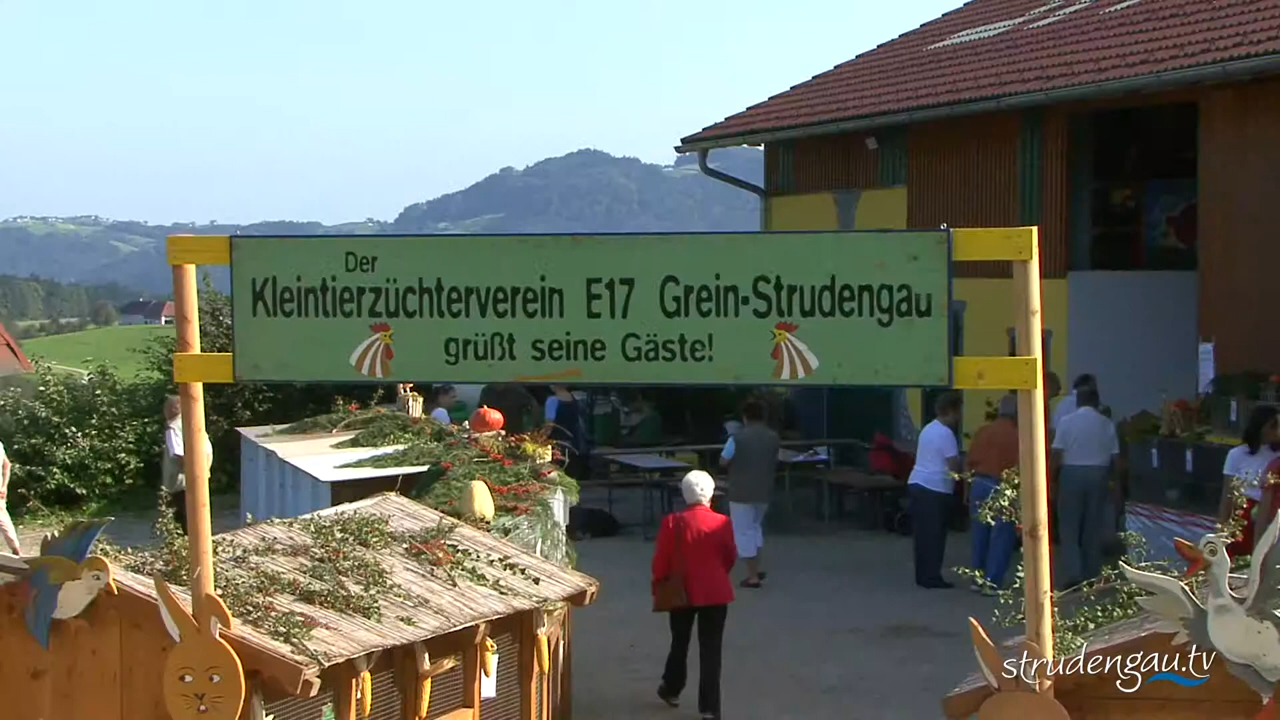 Der
Kleintierzüchterverein E17 Grein-Strudengau
grüßt seine Gäste!
strudengau.tv